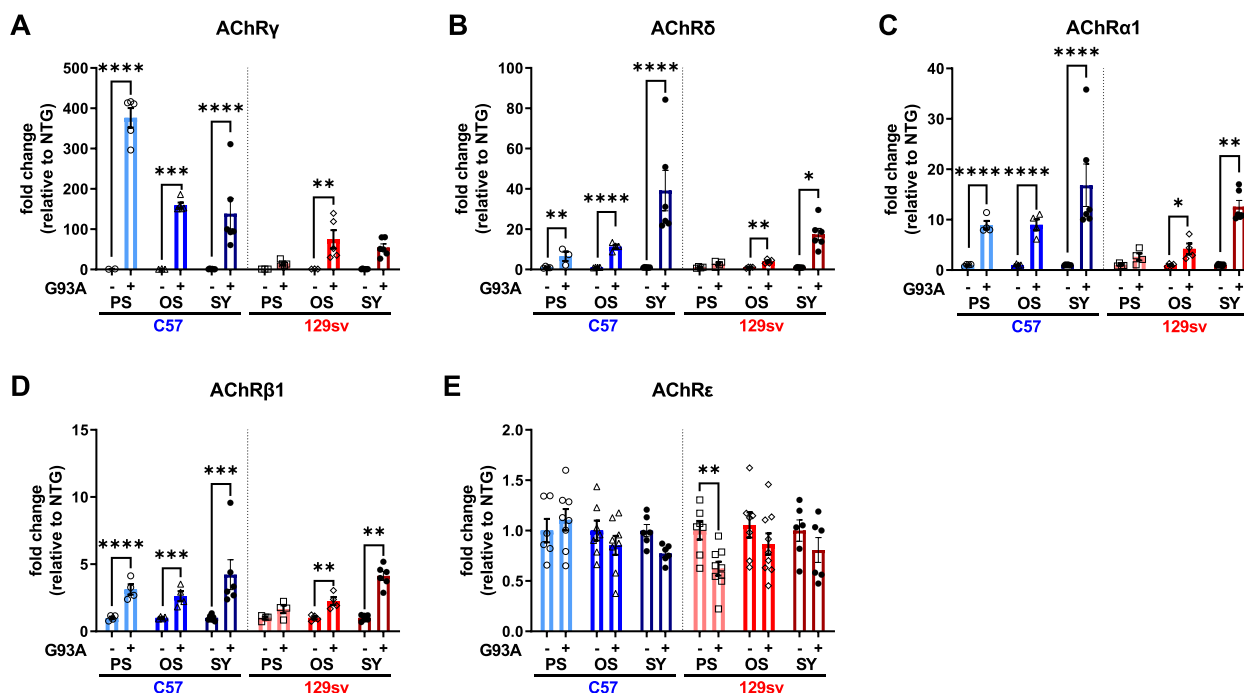 A
AChRγ
fold change
(relative to NTG)
500
400
300
200
100
0
****
***
****
**
G93A - + - + - + - + - + - +
PS OS SY PS OS SY
C57 129sv
B
AChRδ
fold change
(relative to NTG)
100
80
60
40
20
0
**
****
****
**
*
G93A - + - + - + - + - + - +
PS OS SY PS OS SY
C57 129sv
C
AChRα1
fold change
(relative to NTG)
40
30
20
10
0
****
****
****
*
**
G93A - + - + - + - + - + - +
PS OS SY PS OS SY
C57 129sv
D
AChRβ1
fold change
(relative to NTG)
15
10
5
0
****
***
***
**
**
G93A - + - + - + - + - + - +
PS OS SY PS OS SY
C57 129sv
E
AChRε
fold change
(relative to NTG)
2.0
1.5
1.0
0.5
0.0
**
G93A - + - + - + - + - + - +
PS OS SY PS OS SY
C57 129sv